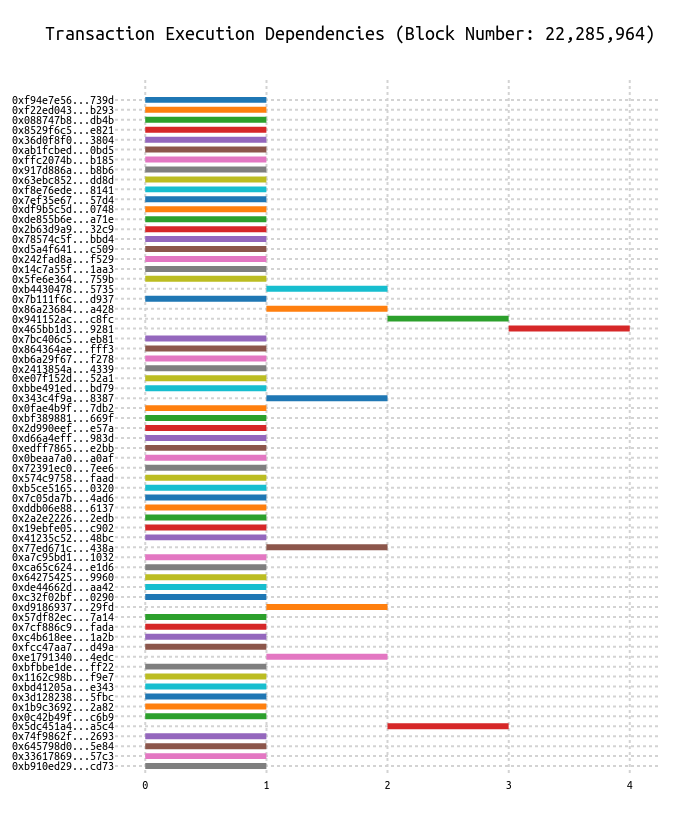 Transaction Execution Dependencies (Block Number: 22,285,964)
0xf94e7e56...739d
0xf22ed043...b293
0x088747b8...db4b
0x8529f6c5...e821
0x36d0f8f0...3804
0xab1fcbed...0bd5
0xffc2074b...b185
0x917d886a...b8b6
0x63ebc852...dd8d
0xf8e76ede...8141
0x7ef35e67...57d4
0xdf9b5c5d...0748
0xde855b6e...a71e
0x2b63d9a9...32c9
0x78574c5f...bbd4
0xd5a4f641...c509
0x242fad8a...f529
0x14c7a55f...1aa3
0x5fe6e364...759b
0xb4430478...5735
0x7b111f6c...d937
0x86a23684...a428
0x941152ac...c8fc
0x465bb1d3...9281
0x7bc406c5...eb81
0x864364ae...fff3
0xb6a29f67...f278
0x2413854a...4339
0xe07f152d...52a1
0xbbe491ed...bd79
0x343c4f9a...8387
0x0fae4b9f...7db2
0xbf389881...669f
0x2d990eef...e57a
0xd66a4eff...983d
0xedff7865...e2bb
0x0beaa7a0...a0af
0x72391ec0...7ee6
0x574c9758...faad
0xb5ce5165...0320
0x7c05da7b...4ad6
0xddb06e88...6137
0x2a2e2226...2edb
0x19ebfe05...c902
0x41235c52...48bc
0x77ed671c...438a
0xa7c95bd1...1032
0xca65c624...e1d6
0x64275425...9960
0xde44662d...aa42
0xc32f02bf...0290
0xd9186937...29fd
0x57df82ec...7a14
0x7cf886c9...fada
0xc4b618ee...1a2b
0xfcc47aa7...d49a
0xe1791340...4edc
0xbfbbe1de...ff22
0x1162c98b...f9e7
0xbd41205a...e343
0x3d128238...5fbc
0x1b9c3692...2a82
0x0c42b49f...c6b9
0x5dc451a4...a5c4
0x74f9862f...2693
0x645798d0...5e84
0x33617869...57c3
0xb910ed29...cd73
0 1 2 3 4